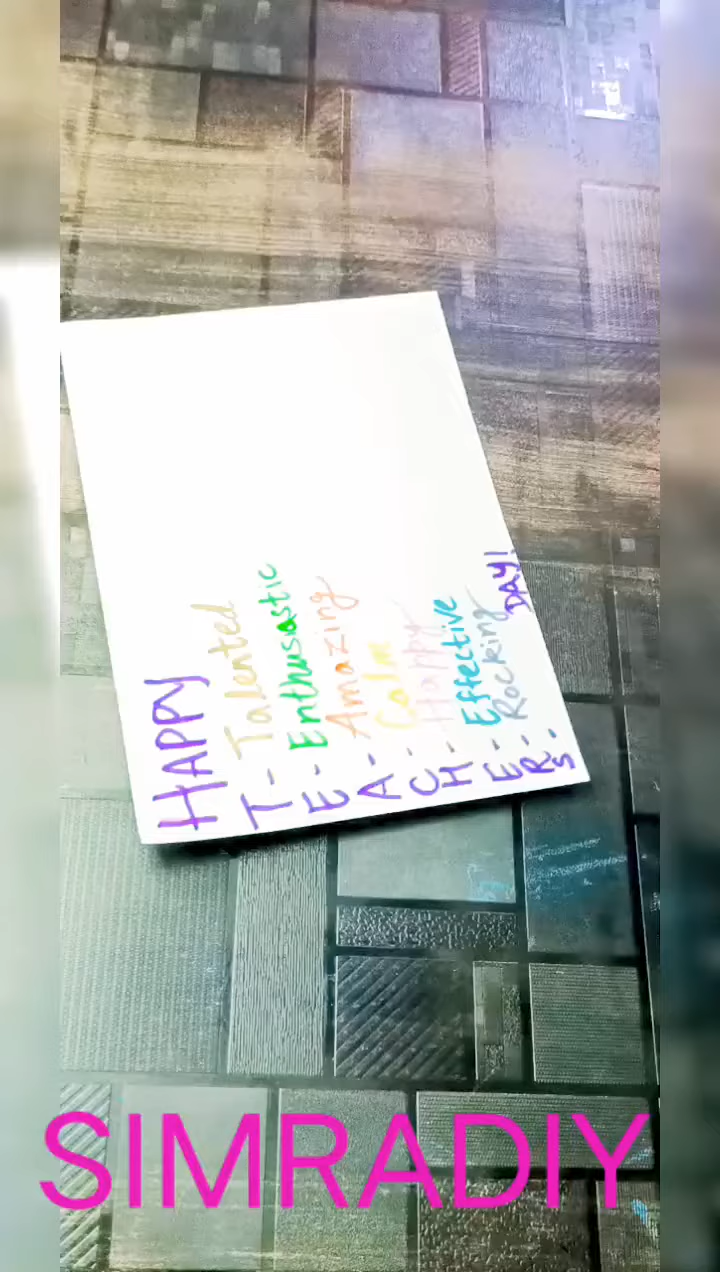 HAPPY
T - Talented
E - Enthusiastic
A - Amazing
C - Calm
H - Happy
E - Effective
R - Rocking
S - DAY!
SIMRADIY